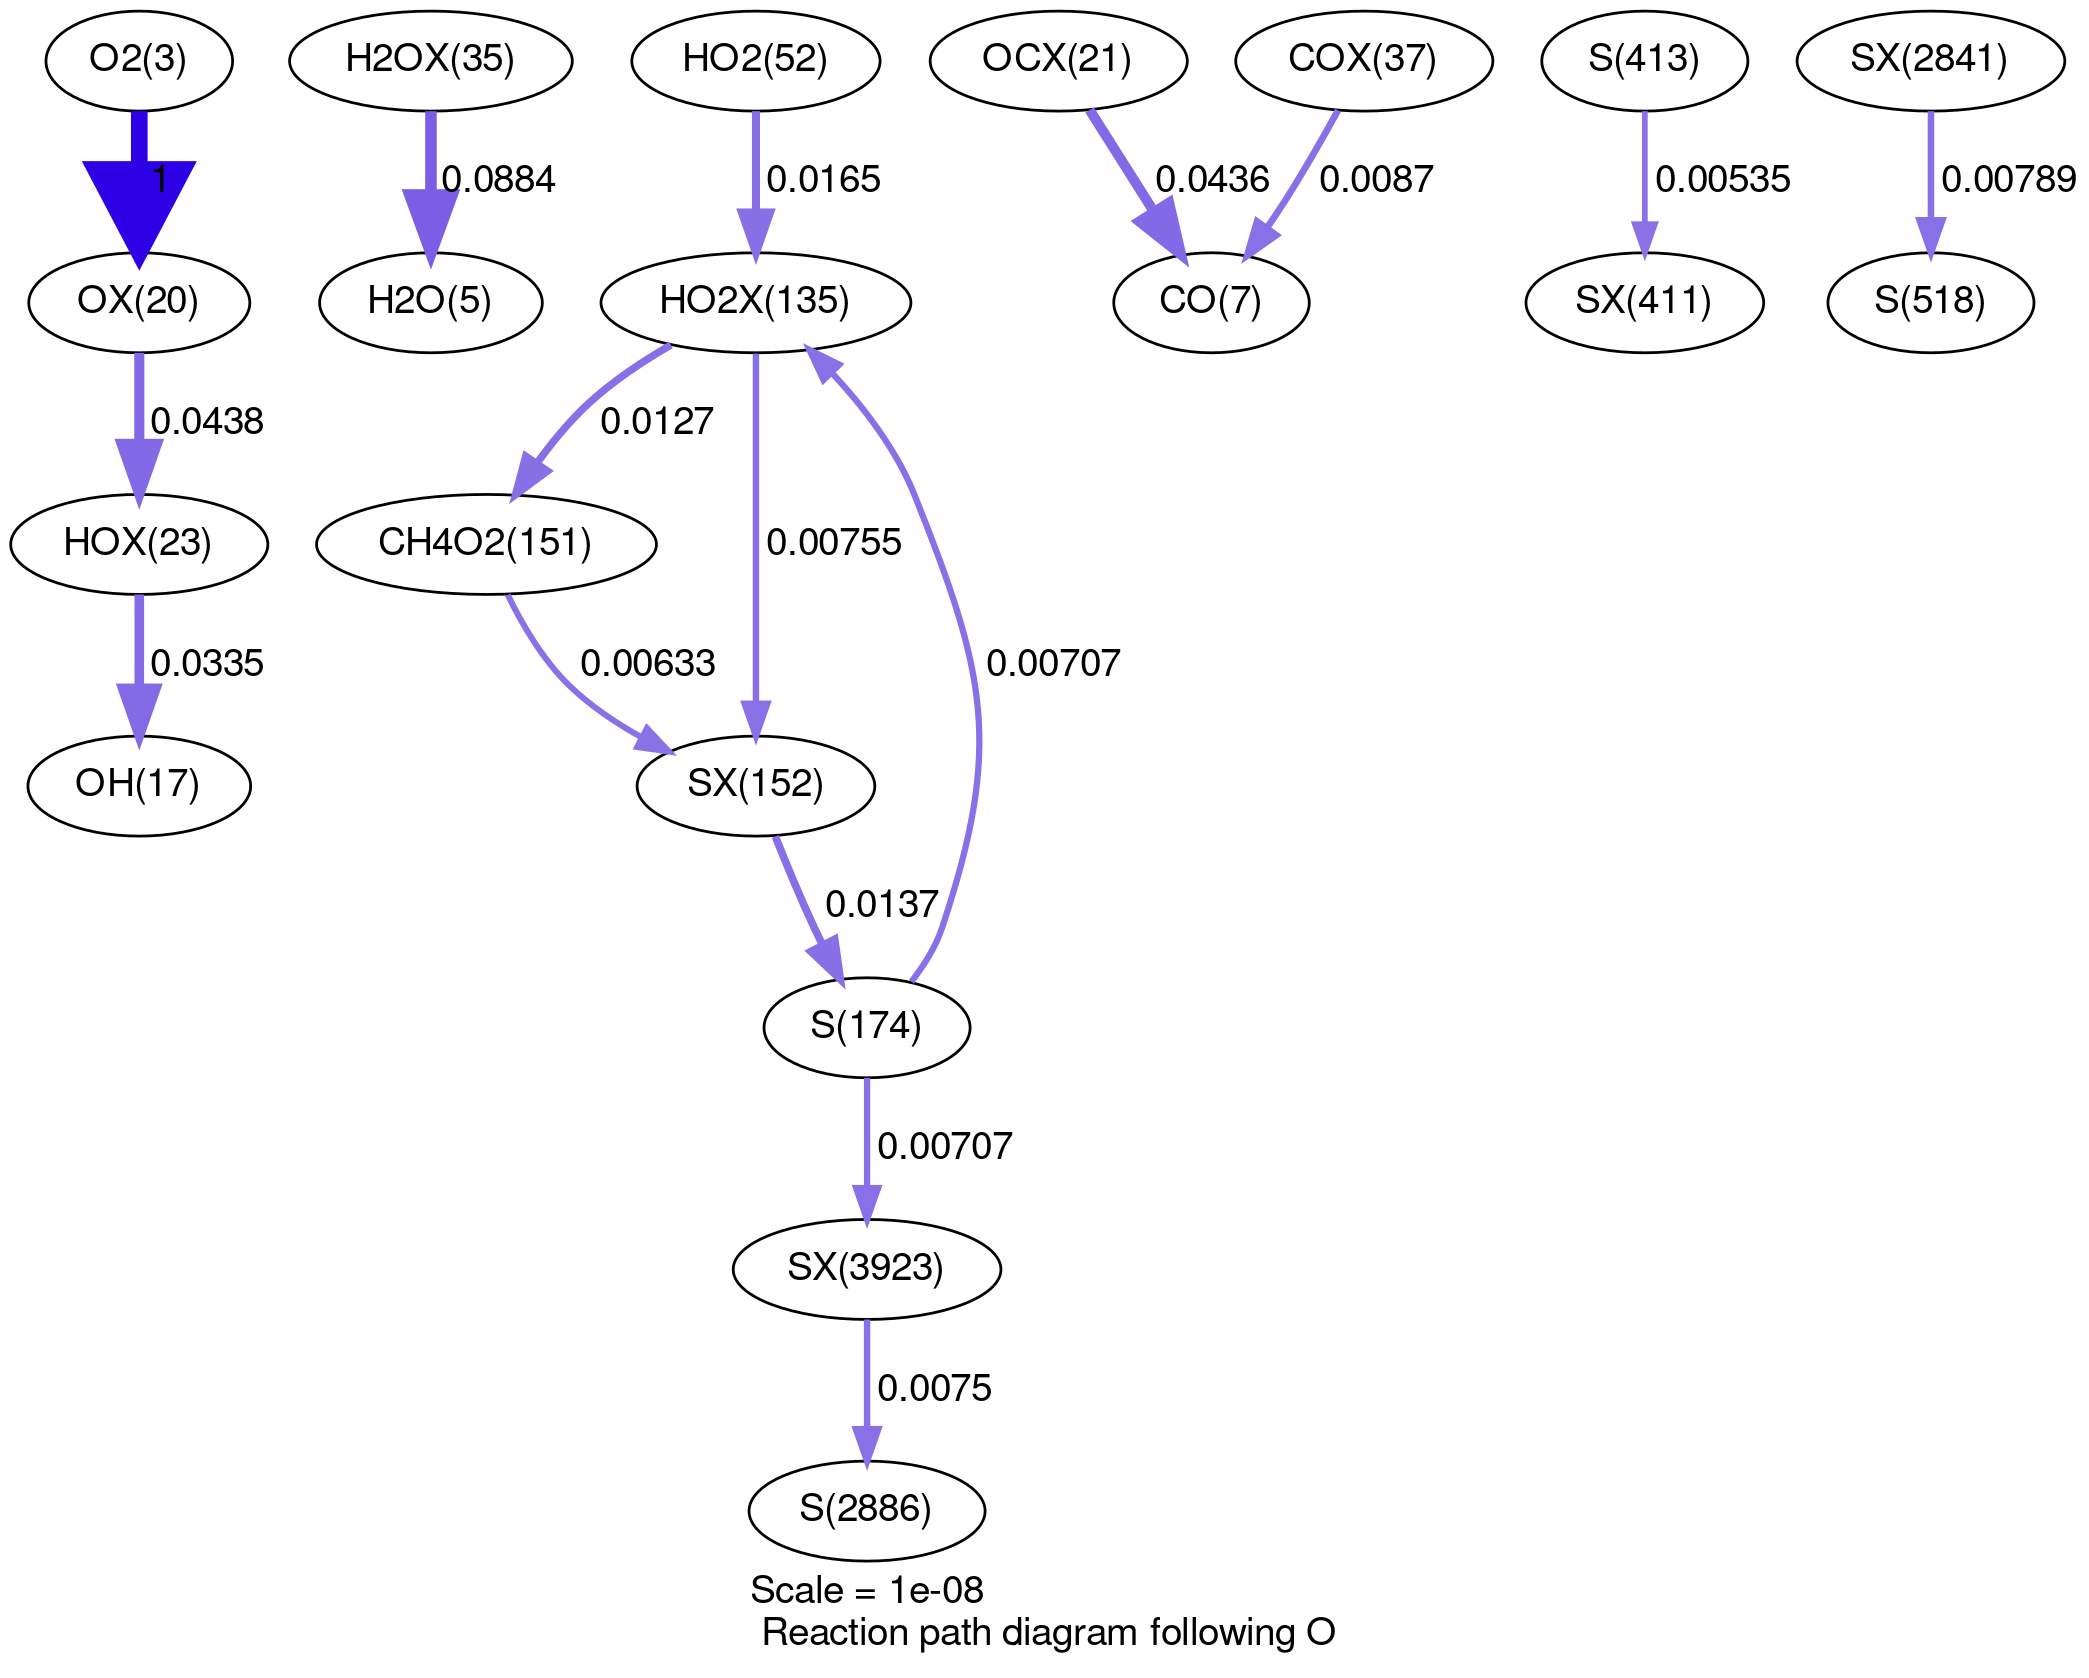 O2(3)
H2OX(35)
HO2(52)
OCX(21)
COX(37)
S(413)
SX(2841)
1
0.0884
0.0165
0.0436
0.0087
0.00535
0.00789
OX(20)
H2O(5)
HO2X(135)
CO(7)
SX(411)
S(518)
0.0438
0.0127
HOX(23)
CH4O2(151)
0.00755
0.0335
0.00633
0.00707
OH(17)
SX(152)
0.0137
S(174)
0.00707
SX(3923)
0.0075
S(2886)
Scale = 1e-08
Reaction path diagram following O